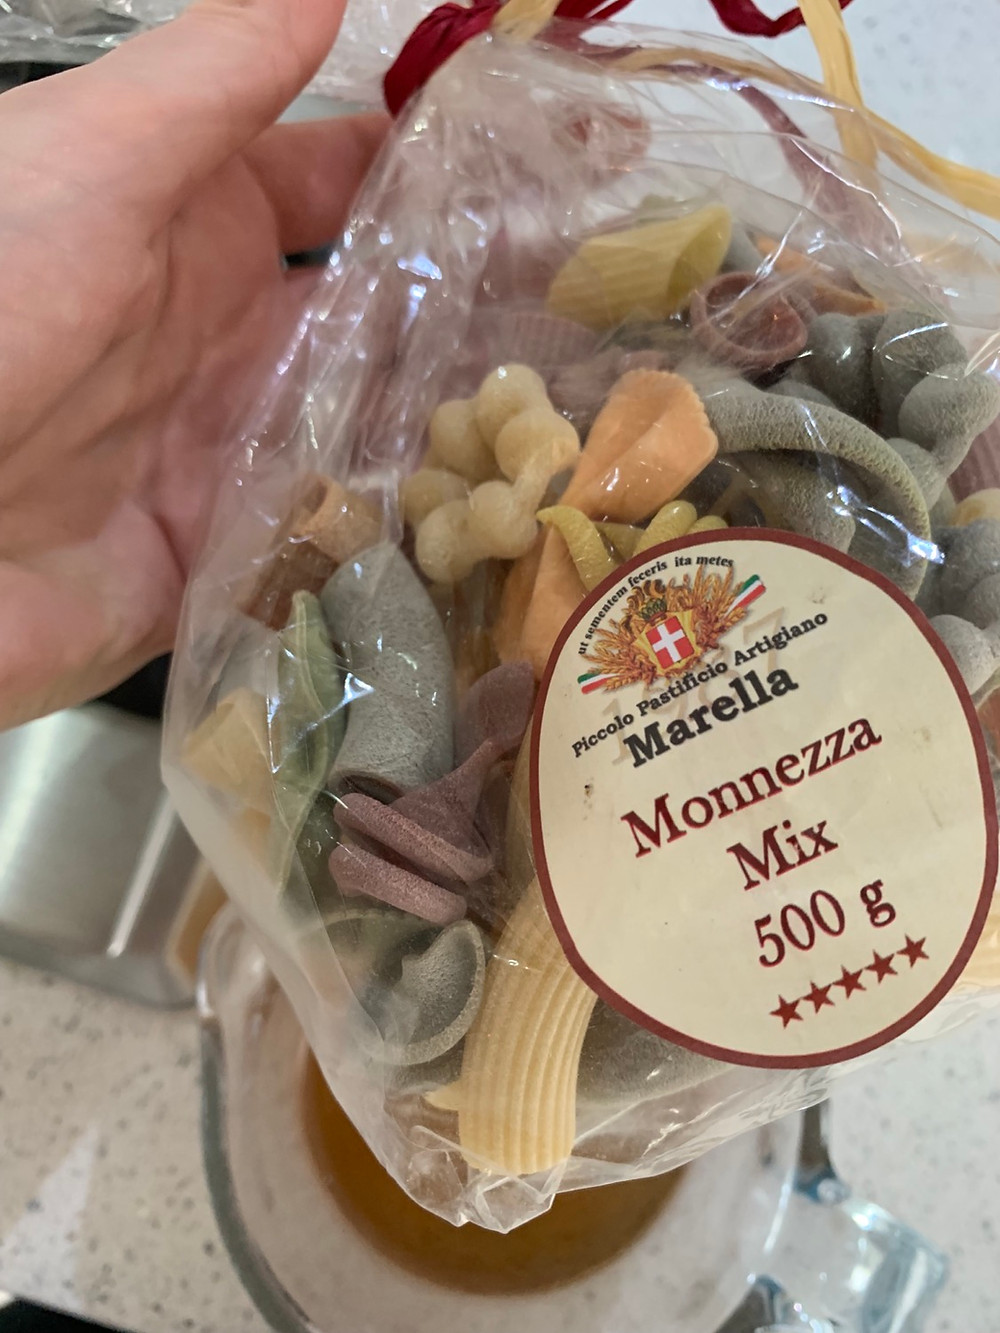 ut sementem feceris ita metes
Piccolo Pastificio Artigiano
Marella
Monnezza
Mix
500 g